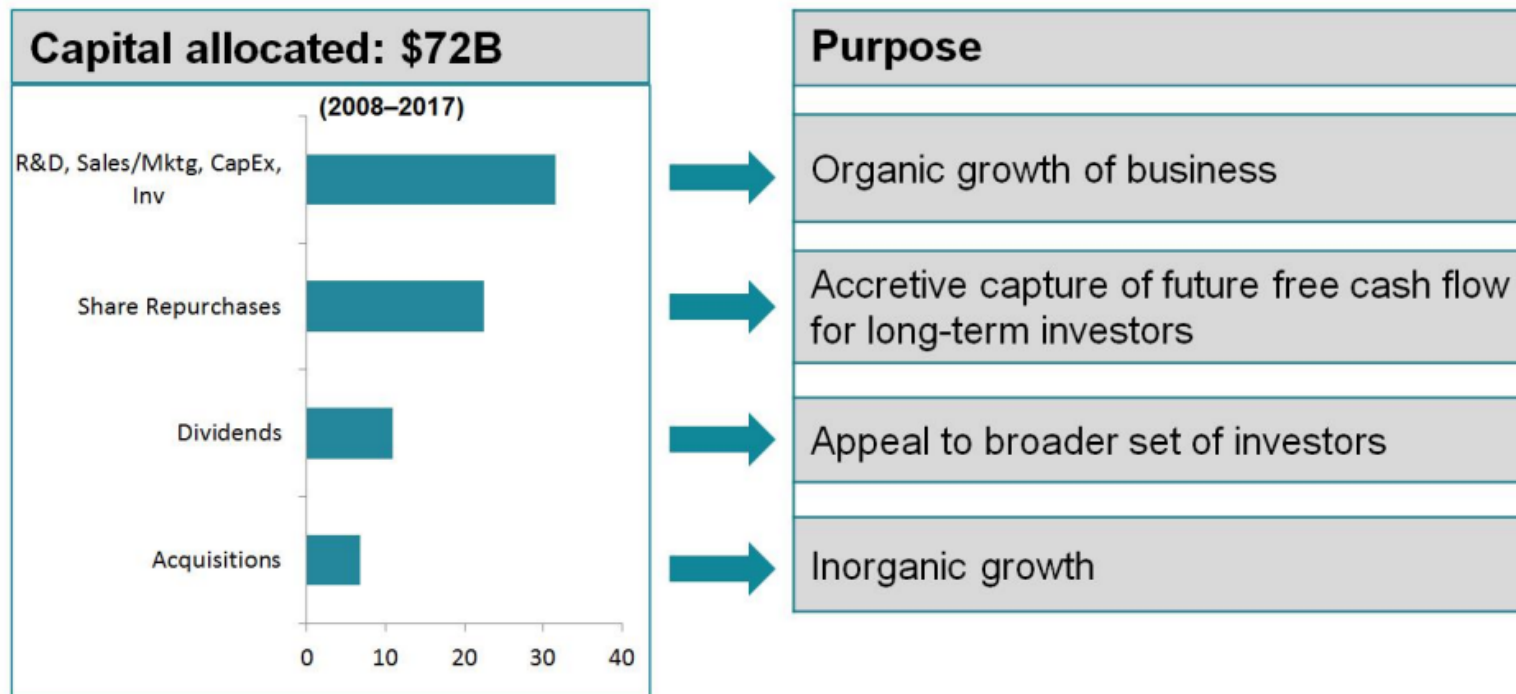 Capital allocated: $72B
(2008–2017)
R&D, Sales/Mktg, CapEx,
Inv
Share Repurchases
Dividends
Acquisitions
0 10 20 30 40
Purpose
Organic growth of business
Accretive capture of future free cash flow
for long-term investors
Appeal to broader set of investors
Inorganic growth